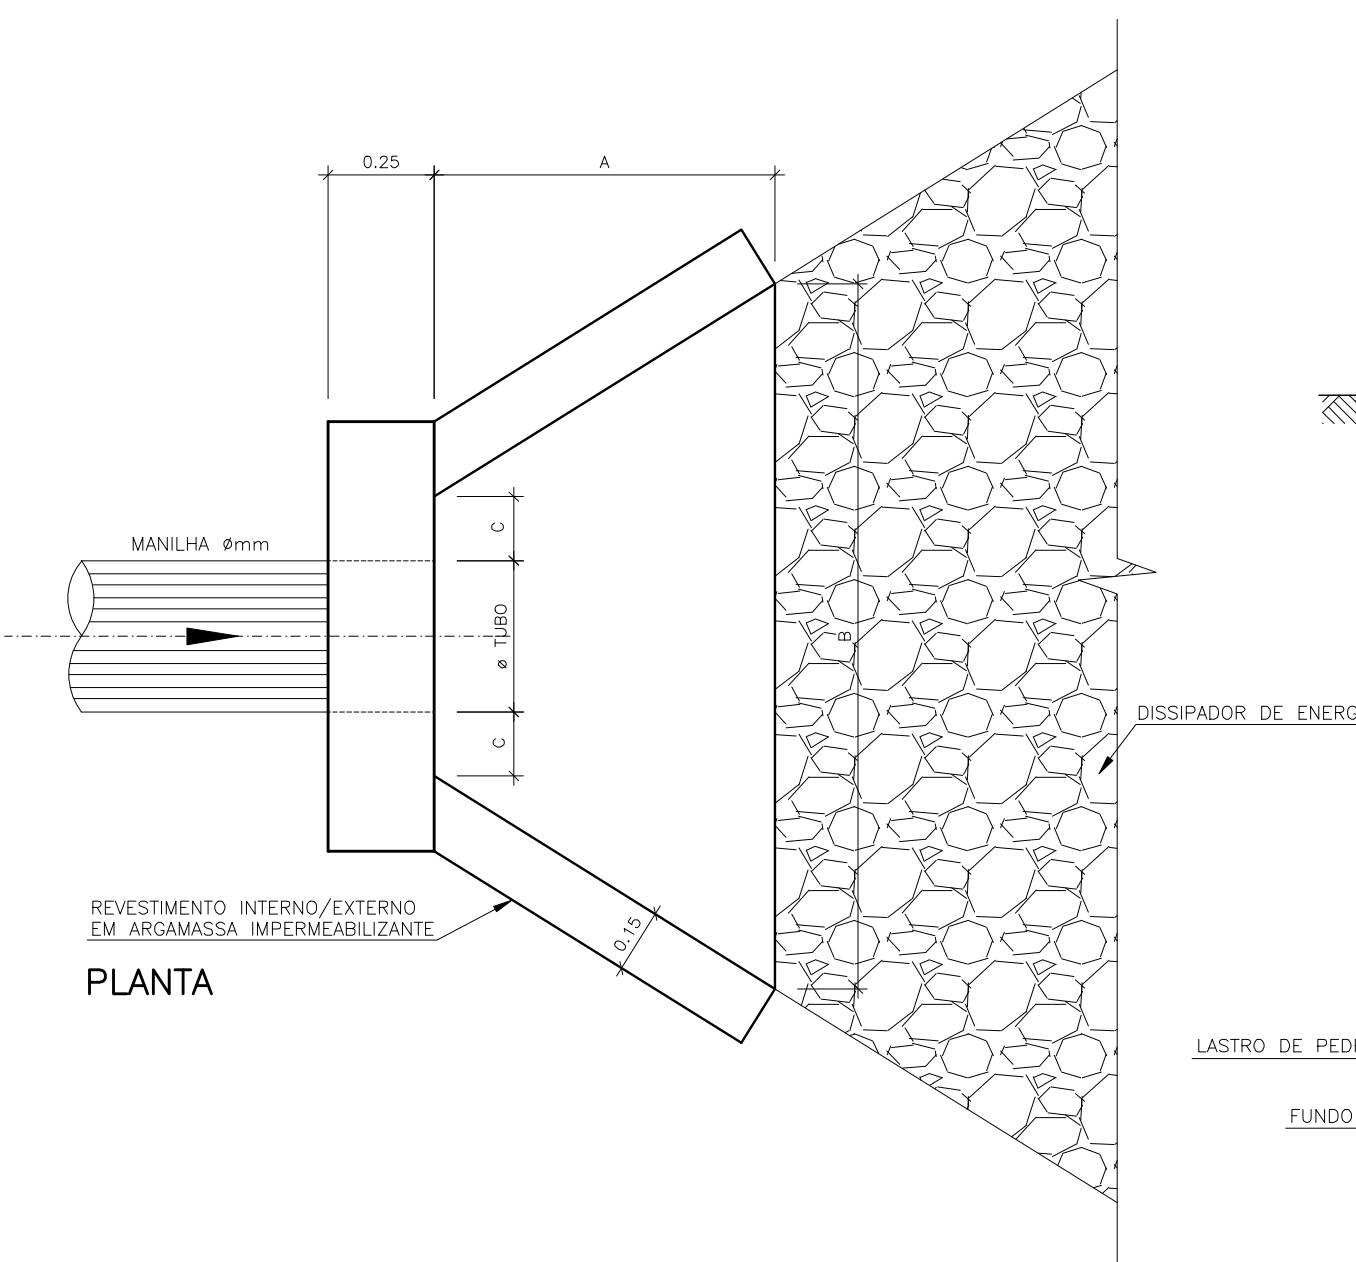 0.25
A
C
MANILHA Ømm
ø TUBO
B
C
DISSIPADOR DE ENERG
REVESTIMENTO INTERNO/EXTERNO
EM ARGAMASSA IMPERMEABILIZANTE
0.15
PLANTA
LASTRO DE PED
FUNDO